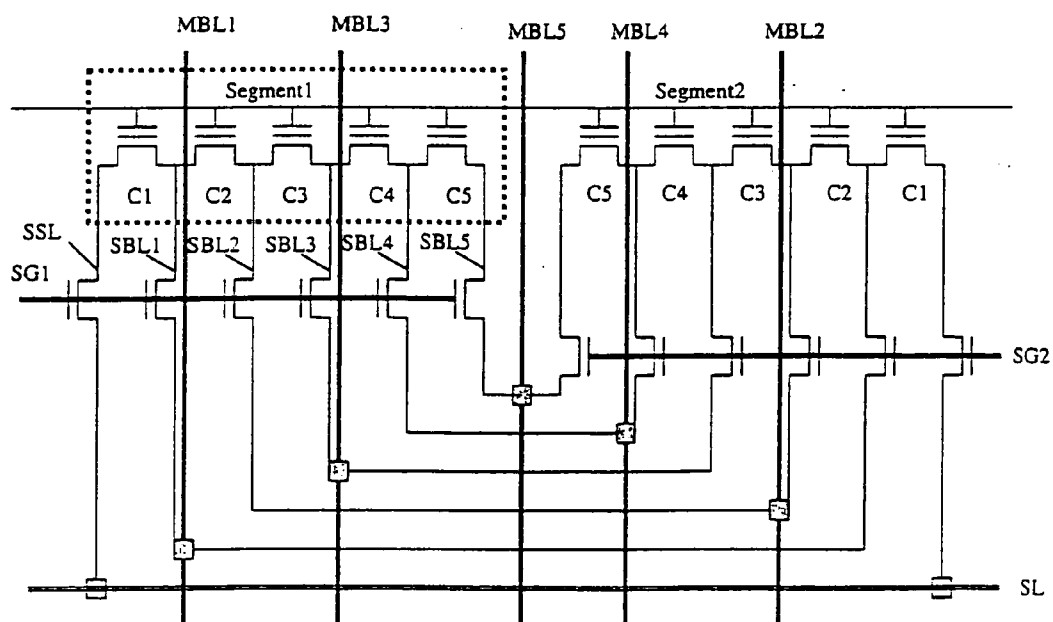 MBL1 MBL3 MBL5 MBL4 MBL2
Segment1 Segment2
C1 C2 C3 C4 C5 C5 C4 C3 C2 C1
SSL SBL1 SBL2 SBL3 SBL4 SBL5
SG1
SG2
SL